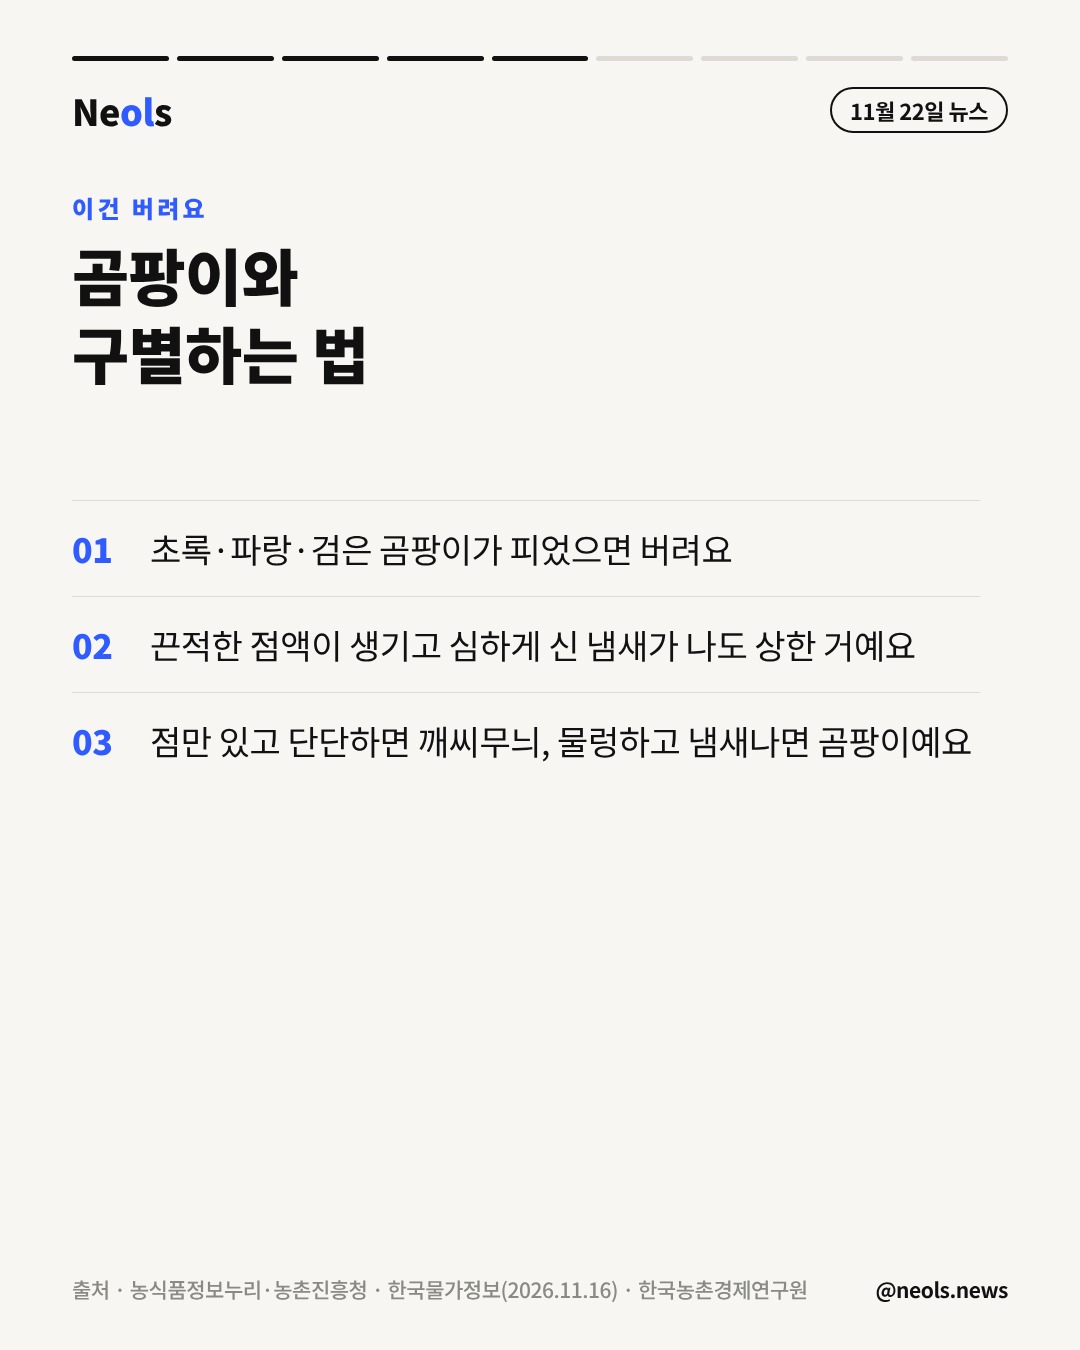 Neols
11월 22일 뉴스
이건 버려요
곰팡이와
구별하는 법
01 초록·파랑·검은 곰팡이가 피었으면 버려요
02 끈적한 점액이 생기고 심하게 신 냄새가 나도 상한 거예요
03 점만 있고 단단하면 깨씨무늬, 물렁하고 냄새나면 곰팡이예요
출처 · 농식품정보누리·농촌진흥청 · 한국물가정보(2026.11.16) · 한국농촌경제연구원
@neols.news